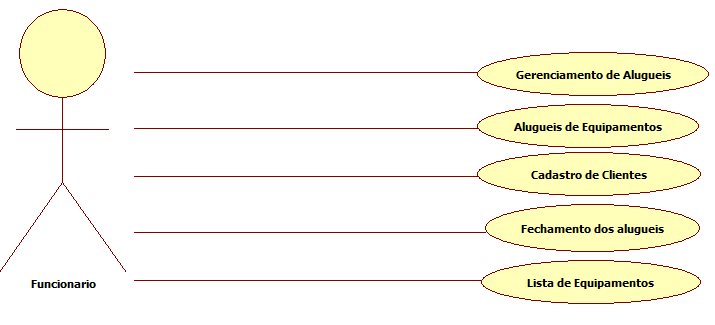 Gerenciamento de Alugueis
Alugueis de Equipamentos
Cadastro de Clientes
Fechamento dos alugueis
Lista de Equipamentos
Funcionario